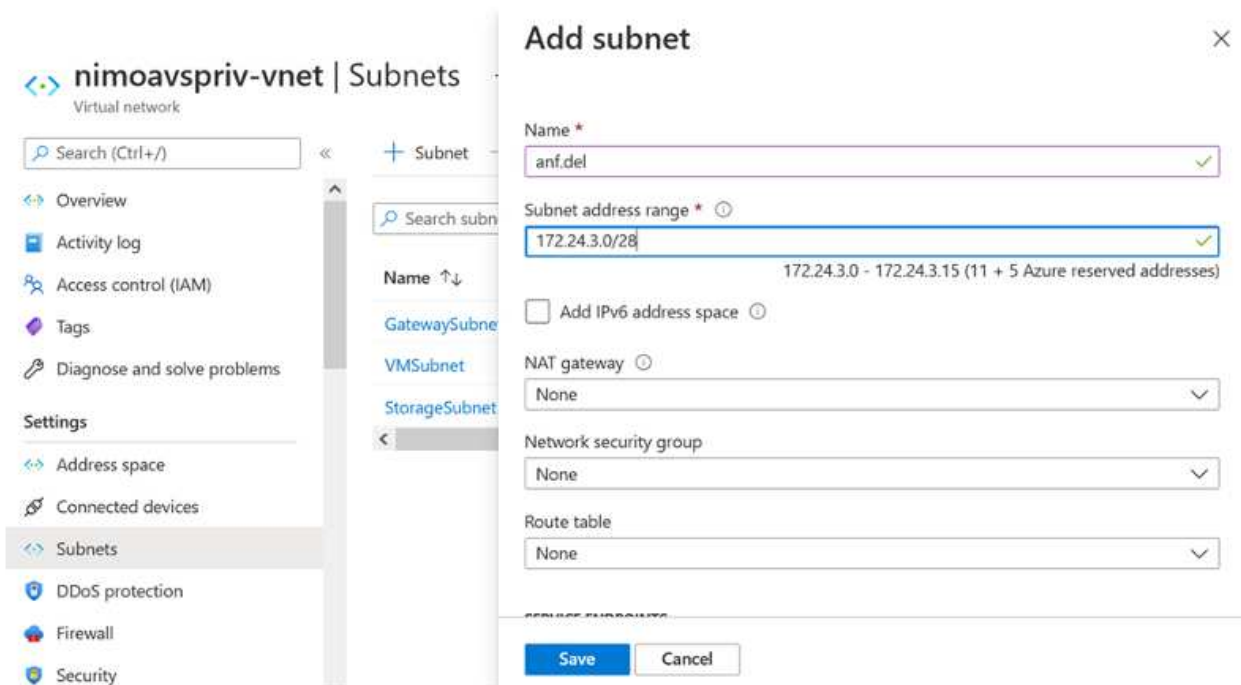 nimoavspriv-vnet | Subnets
Virtual network
Search (Ctrl+/)
«
Overview
Activity log
Access control (IAM)
Tags
Diagnose and solve problems
Settings
Address space
Connected devices
Subnets
DDoS protection
Firewall
Security
+ Subnet
Search subn
Name ↑↓
GatewaySubne
VMSubnet
StorageSubnet
Add subnet
Name *
anf.del
Subnet address range *
172.24.3.0/28
172.24.3.0 - 172.24.3.15 (11 + 5 Azure reserved addresses)
Add IPv6 address space
NAT gateway
None
Network security group
None
Route table
None
SERVICE ENDPOINTS
Save
Cancel